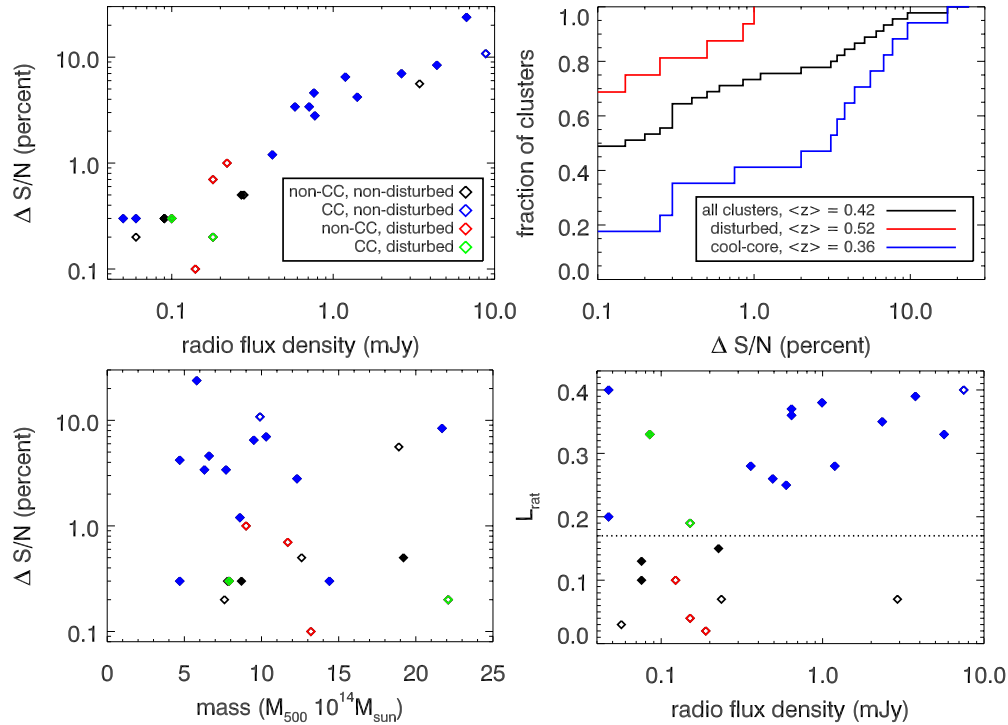 Δ S/N (percent)
10.0
1.0
0.1
non-CC, non-disturbed
CC, non-disturbed
non-CC, disturbed
CC, disturbed
0.1 1.0 10.0
radio flux density (mJy)
fraction of clusters
1.0
0.8
0.6
0.4
0.2
0.0
all clusters, <z> = 0.42
disturbed, <z> = 0.52
cool-core, <z> = 0.36
0.1 1.0 10.0
Δ S/N (percent)
Δ S/N (percent)
10.0
1.0
0.1
0 5 10 15 20 25
mass (M500 10^14 Msun)
Lrat
0.4
0.3
0.2
0.1
0.0
0.1 1.0 10.0
radio flux density (mJy)